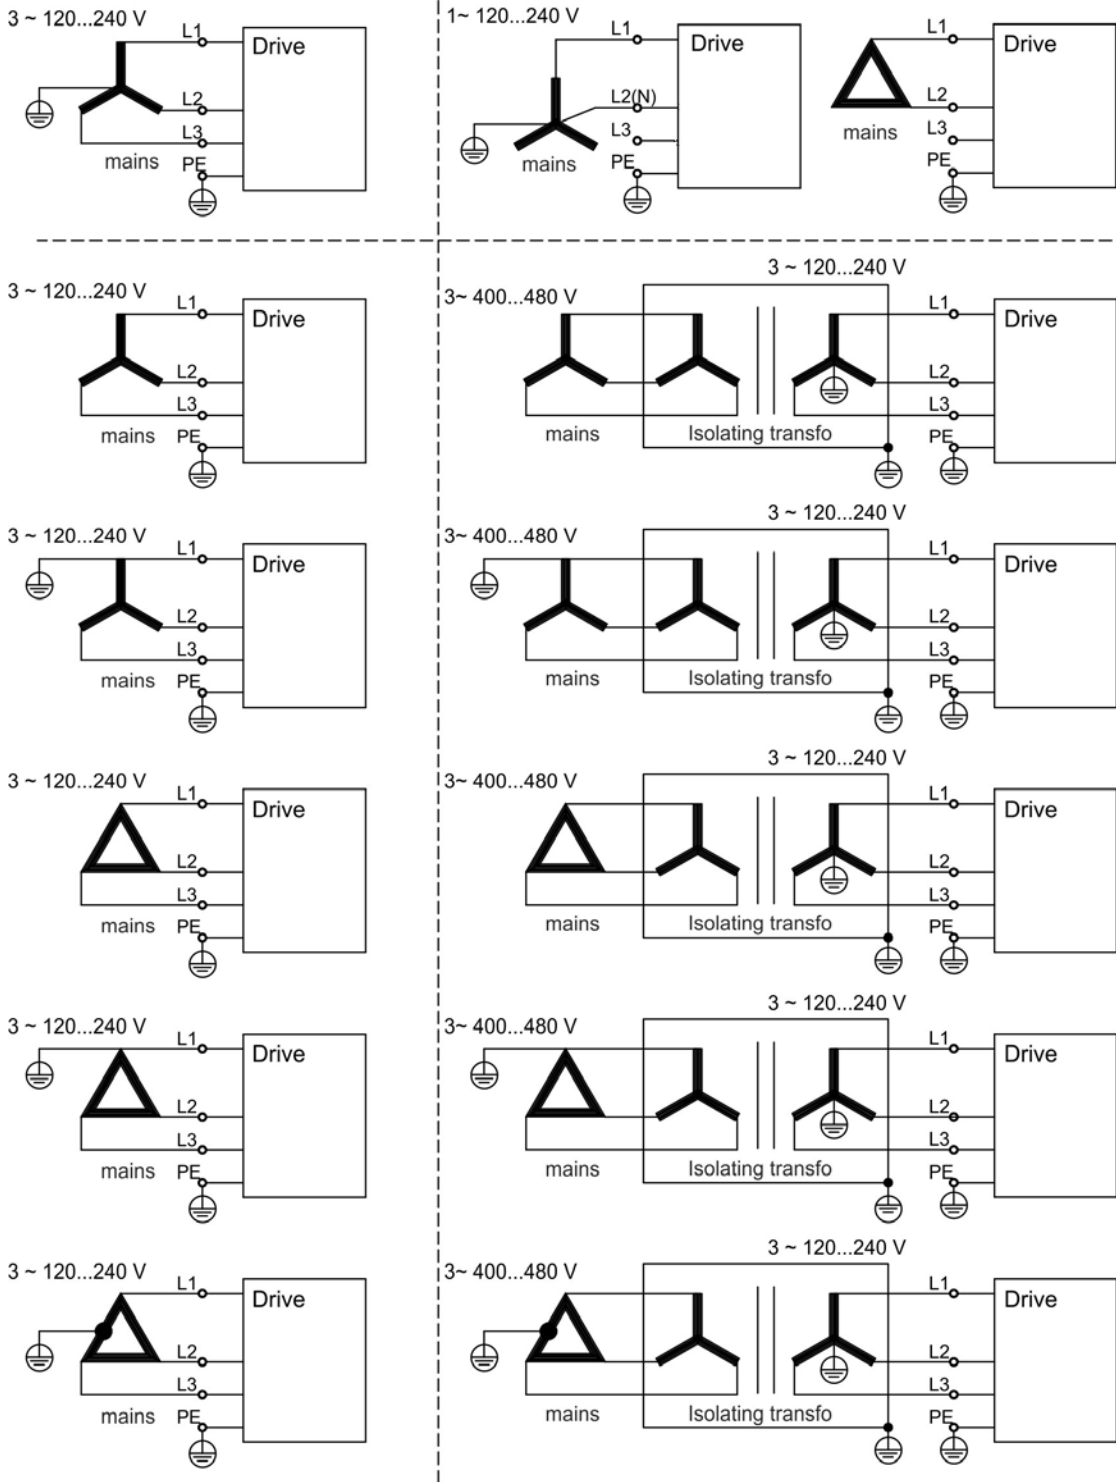 3 ~ 120...240 V
L1
Drive
L2
L3
mains
PE
1~ 120...240 V
L1
Drive
L2(N)
L3
mains
PE
L1
Drive
L2
mains
L3
PE
3 ~ 120...240 V
L1
Drive
L2
L3
mains
PE
3 ~ 120...240 V
3~ 400...480 V
L1
Drive
L2
L3
mains
Isolating transfo
PE
3 ~ 120...240 V
L1
Drive
L2
L3
mains
PE
3 ~ 120...240 V
3~ 400...480 V
L1
Drive
L2
L3
mains
Isolating transfo
PE
3 ~ 120...240 V
L1
Drive
L2
L3
mains
PE
3 ~ 120...240 V
3~ 400...480 V
L1
Drive
L2
L3
mains
Isolating transfo
PE
3 ~ 120...240 V
L1
Drive
L2
L3
mains
PE
3 ~ 120...240 V
3~ 400...480 V
L1
Drive
L2
L3
mains
Isolating transfo
PE
3 ~ 120...240 V
L1
Drive
L2
L3
mains
PE
3 ~ 120...240 V
3~ 400...480 V
L1
Drive
L2
L3
mains
Isolating transfo
PE